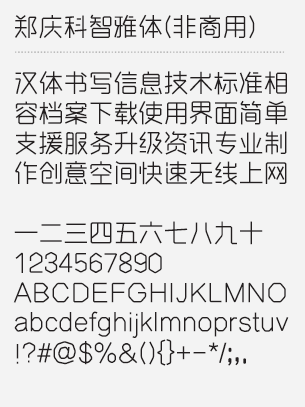 郑庆科智雅体(非商用)
汉体书写信息技术标准相
容档案下载使用界面简单
支援服务升级资讯专业制
作创意空间快速无线上网
一二三四五六七八九十
1234567890
ABCDEFGHIJKLMNO
abcdefghijklmnoprstuv
!?#@$%&(){}+-*/;,.